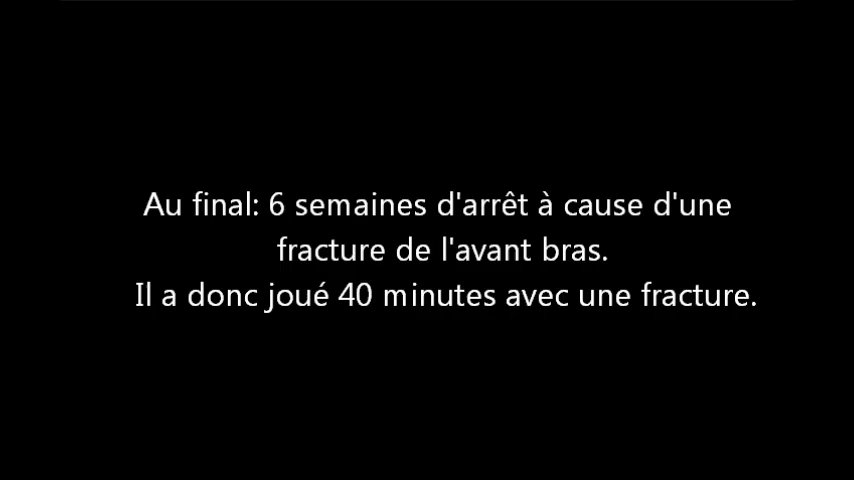 Au final: 6 semaines d'arrêt à cause d'une
fracture de l'avant bras.
Il a donc joué 40 minutes avec une fracture.